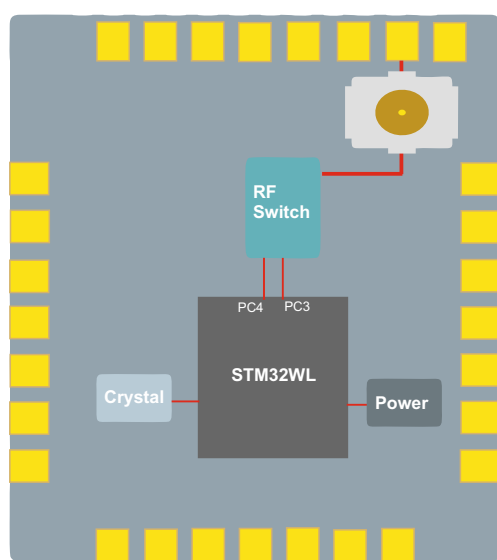 RF
Switch
PC4
PC3
STM32WL
Crystal
Power